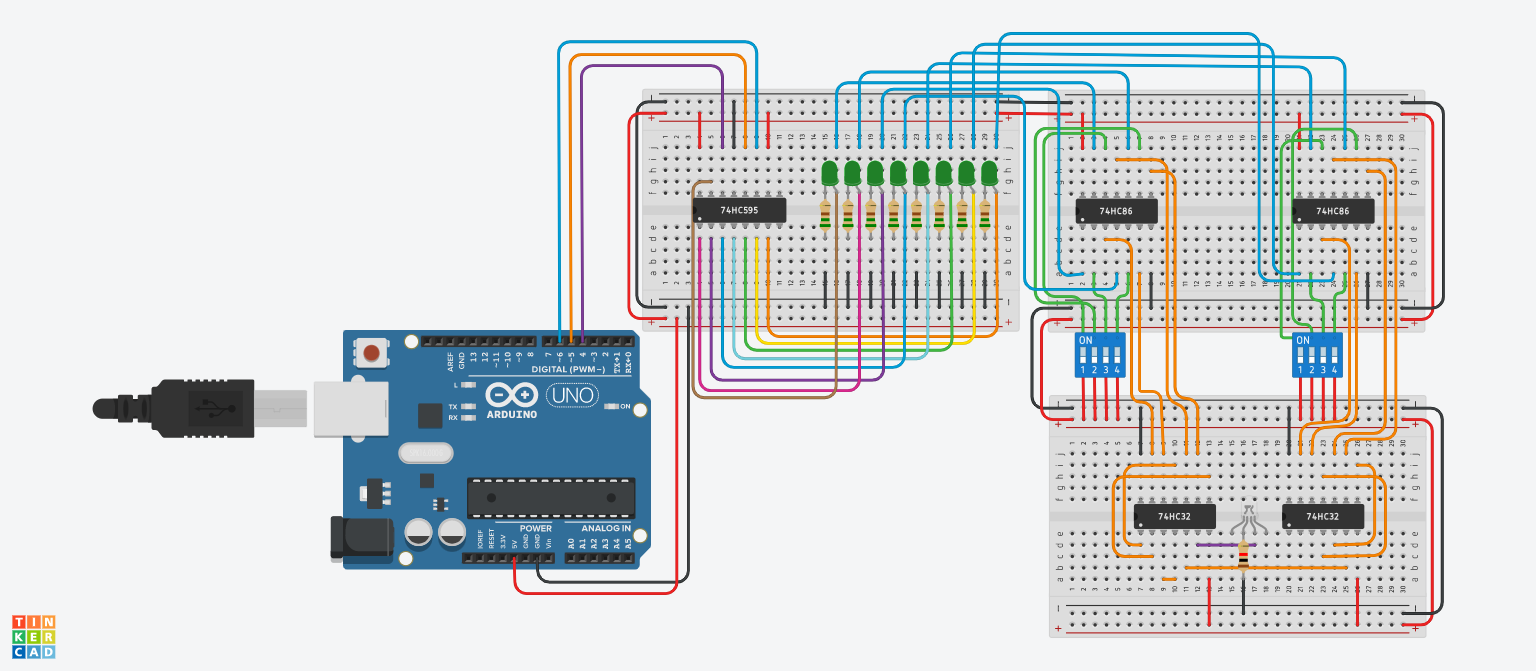 74HC595
74HC86
74HC86
ON
1 2 3 4
ON
1 2 3 4
74HC32
74HC32
AREF
GND
13
12
~11
~10
~9
8
7
~6
~5
4
~3
2
TX→1
RX←0
DIGITAL (PWM~)
L
TX
RX
ARDUINO
UNO
ON
POWER
ANALOG IN
IOREF
RESET
3.3V
5V
GND
GND
Vin
A0
A1
A2
A3
A4
A5
TIN
KER
CAD